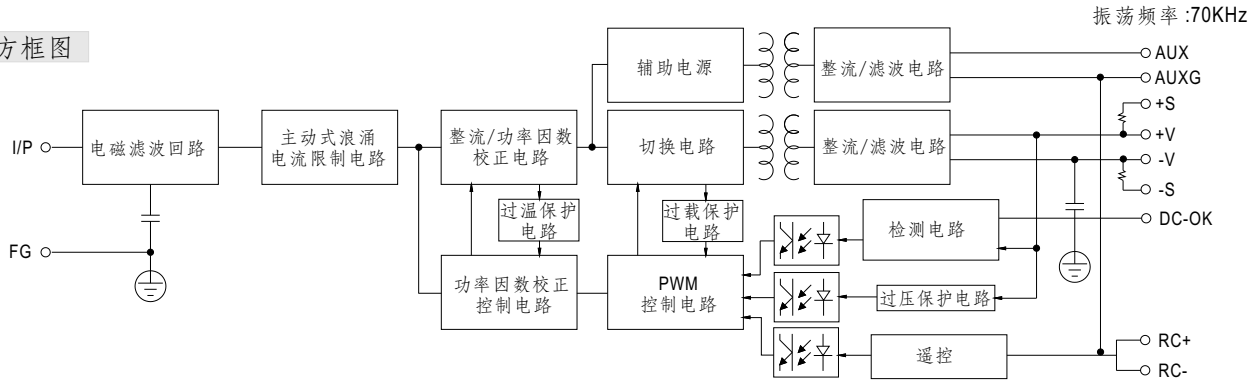 振荡频率:70KHz
方框图
辅助电源
整流/滤波电路
AUX
AUXG
+S
+V
-V
-S
DC-OK
I/P
电磁滤波回路
主动式浪涌
电流限制电路
整流/功率因数
校正电路
切换电路
整流/滤波电路
过温保护
电路
过载保护
电路
检测电路
FG
功率因数校正
控制电路
PWM
控制电路
过压保护电路
遥控
RC+
RC-